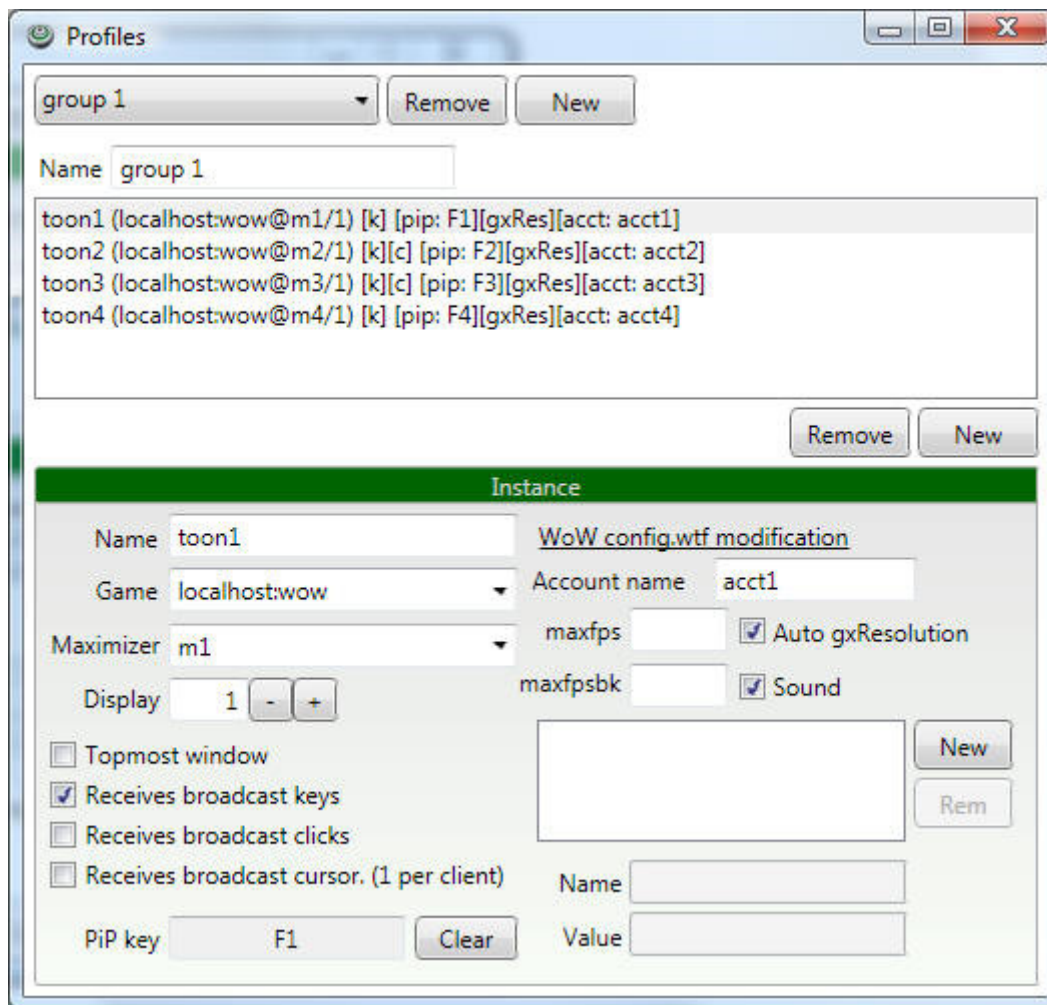 Profiles
group 1 Remove New
Name group 1
toon1 (localhost:wow@m1/1) [k] [pip: F1][gxRes][acct: acct1]
toon2 (localhost:wow@m2/1) [k][c] [pip: F2][gxRes][acct: acct2]
toon3 (localhost:wow@m3/1) [k][c] [pip: F3][gxRes][acct: acct3]
toon4 (localhost:wow@m4/1) [k] [pip: F4][gxRes][acct: acct4]
Remove New
Instance
Name toon1 WoW config.wtf modification
Game localhost:wow Account name acct1
Maximizer m1 maxfps Auto gxResolution
Display 1 - + maxfpsbk Sound
Topmost window New
Receives broadcast keys Rem
Receives broadcast clicks
Receives broadcast cursor. (1 per client) Name
PiP key F1 Clear Value